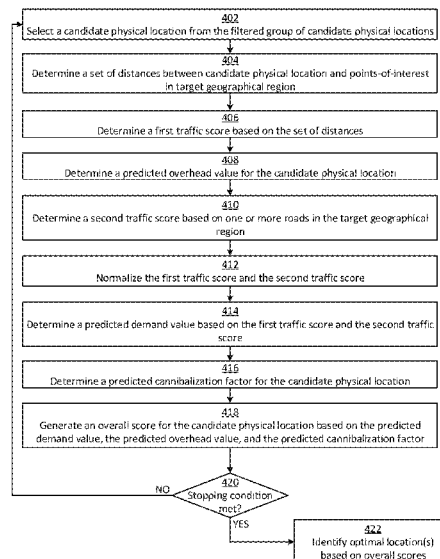 402
Select a candidate physical location from the filtered group of candidate physical locations
404
Determine a set of distances between candidate physical location and points-of-interest
in target geographical region
406
Determine a first traffic score based on the set of distances
408
Determine a predicted overhead value for the candidate physical location
410
Determine a second traffic score based on one or more roads in the target geographical
region
412
Normalize the first traffic score and the second traffic score
414
Determine a predicted demand value based on the first traffic score and the second traffic
score
416
Determine a predicted cannibalization factor for the candidate physical location
418
Generate an overall score for the candidate physical location based on the predicted
demand value, the predicted overhead value, and the predicted cannibalization factor
420
NO
Stopping condition
met?
YES
422
Identify optimal location(s)
based on overall scores